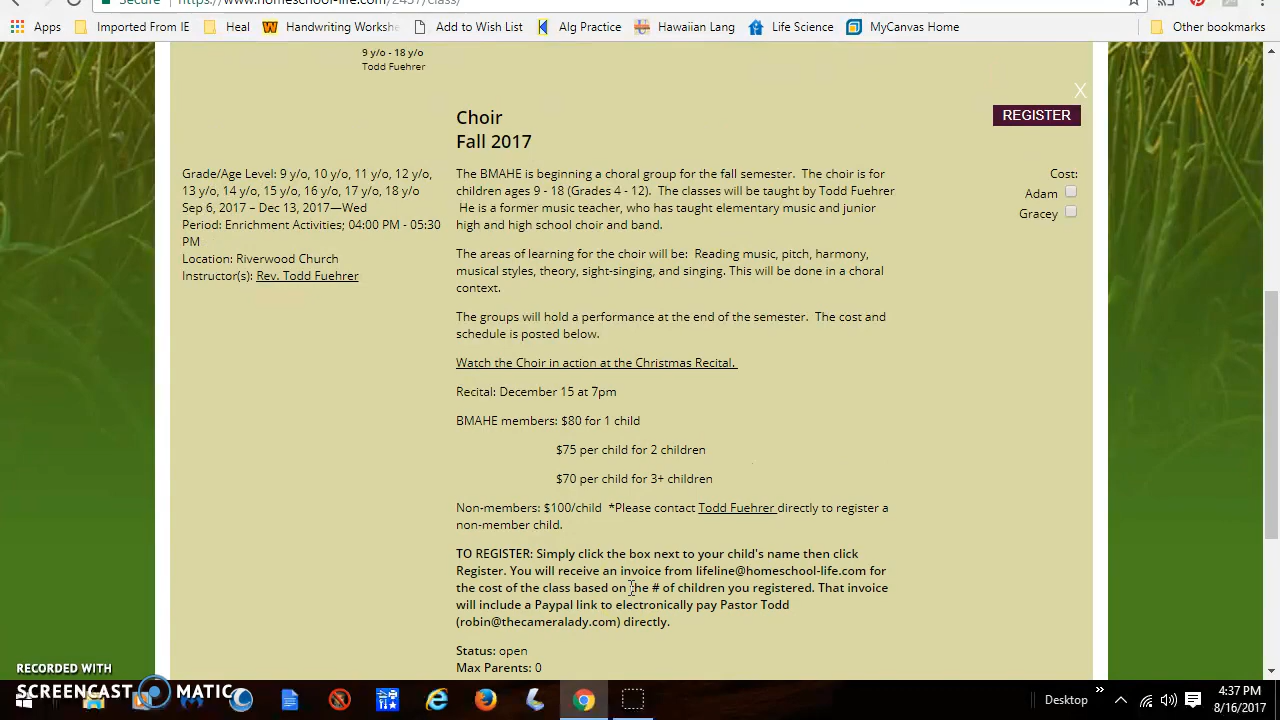 https://www.homeschool-life.com/2457/class/
Apps
Imported From IE
Heal
Handwriting Workshe
Add to Wish List
Alg Practice
Hawaiian Lang
Life Science
MyCanvas Home
Other bookmarks
9 y/o - 18 y/o
Todd Fuehrer
X
Choir
Fall 2017
REGISTER
Grade/Age Level: 9 y/o, 10 y/o, 11 y/o, 12 y/o,
13 y/o, 14 y/o, 15 y/o, 16 y/o, 17 y/o, 18 y/o
Sep 6, 2017 – Dec 13, 2017—Wed
Period: Enrichment Activities; 04:00 PM - 05:30
PM
Location: Riverwood Church
Instructor(s): Rev. Todd Fuehrer
The BMAHE is beginning a choral group for the fall semester. The choir is for
children ages 9 - 18 (Grades 4 - 12). The classes will be taught by Todd Fuehrer
He is a former music teacher, who has taught elementary music and junior
high and high school choir and band.
The areas of learning for the choir will be: Reading music, pitch, harmony,
musical styles, theory, sight-singing, and singing. This will be done in a choral
context.
The groups will hold a performance at the end of the semester. The cost and
schedule is posted below.
Watch the Choir in action at the Christmas Recital.
Recital: December 15 at 7pm
BMAHE members: $80 for 1 child
$75 per child for 2 children
$70 per child for 3+ children
Non-members: $100/child *Please contact Todd Fuehrer directly to register a
non-member child.
TO REGISTER: Simply click the box next to your child's name then click
Register. You will receive an invoice from lifeline@homeschool-life.com for
the cost of the class based on the # of children you registered. That invoice
will include a Paypal link to electronically pay Pastor Todd
(robin@thecameralady.com) directly.
Status: open
Max Parents: 0
Cost:
Adam
Gracey
RECORDED WITH
SCREENCAST MATIC
Desktop
4:37 PM
8/16/2017